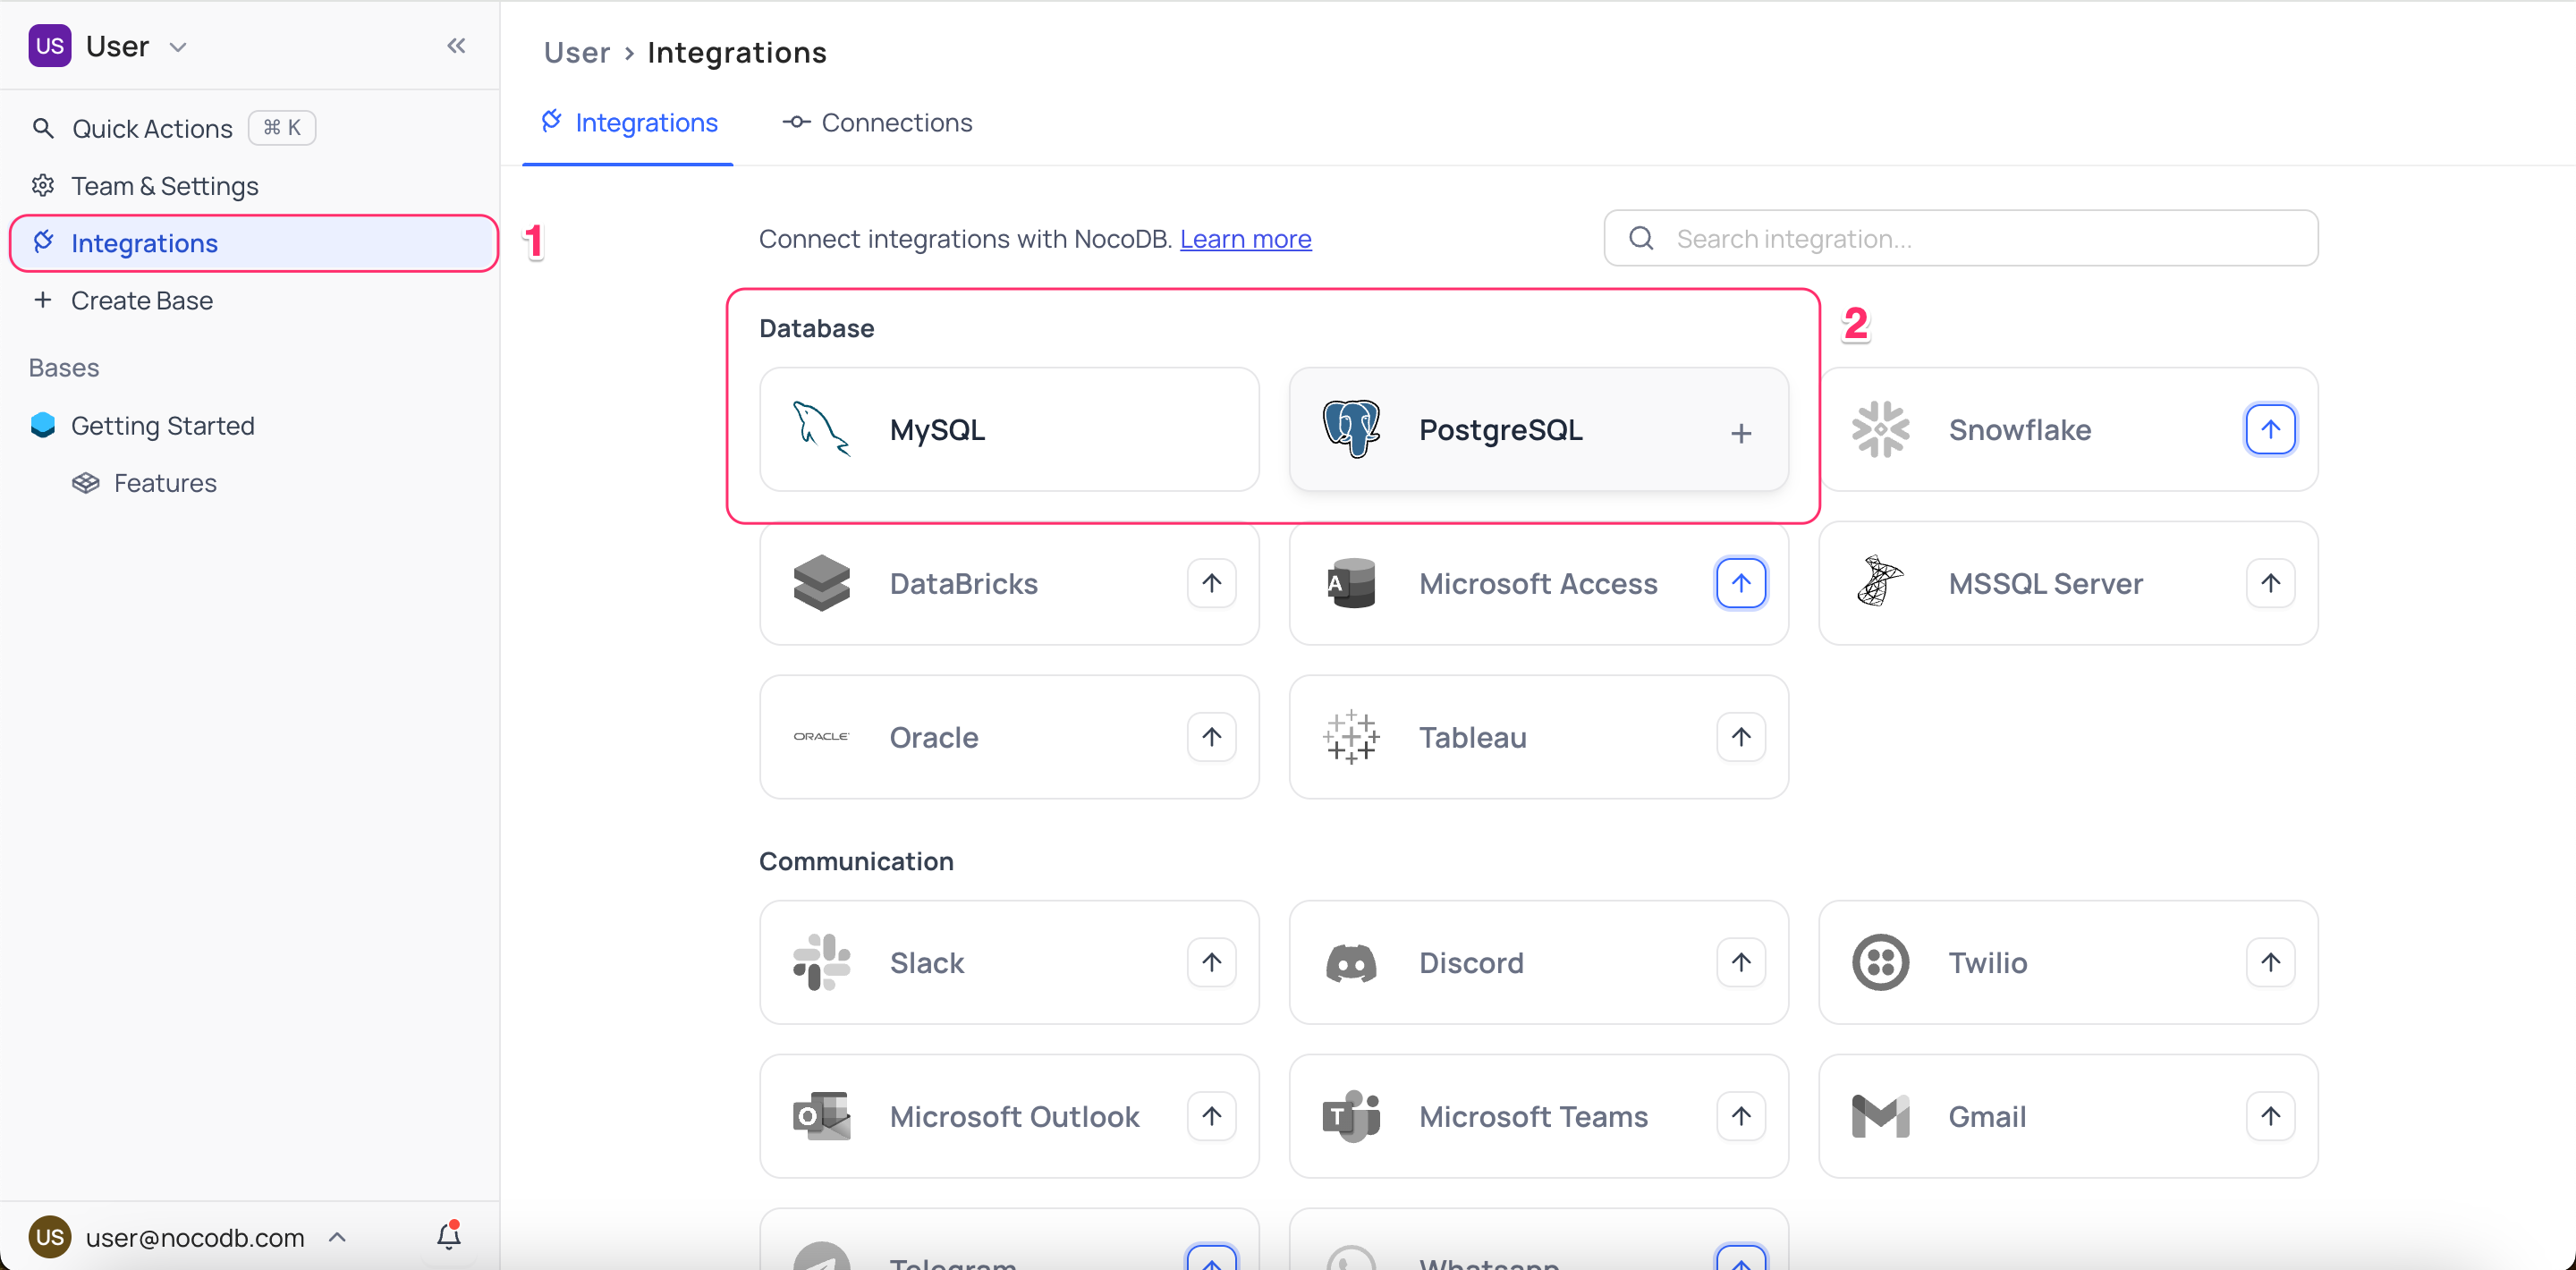 US User
Quick Actions ⌘ K
Team & Settings
Integrations
1
Create Base
Bases
Getting Started
Features
US user@nocodb.com
User > Integrations
Integrations Connections
Connect integrations with NocoDB. Learn more
Search integration...
Database
2
MySQL
PostgreSQL
Snowflake
DataBricks
A Microsoft Access
MSSQL Server
ORACLE Oracle
Tableau
Communication
Slack
Discord
Twilio
O Microsoft Outlook
T Microsoft Teams
Gmail
Telegram
Whatsapp